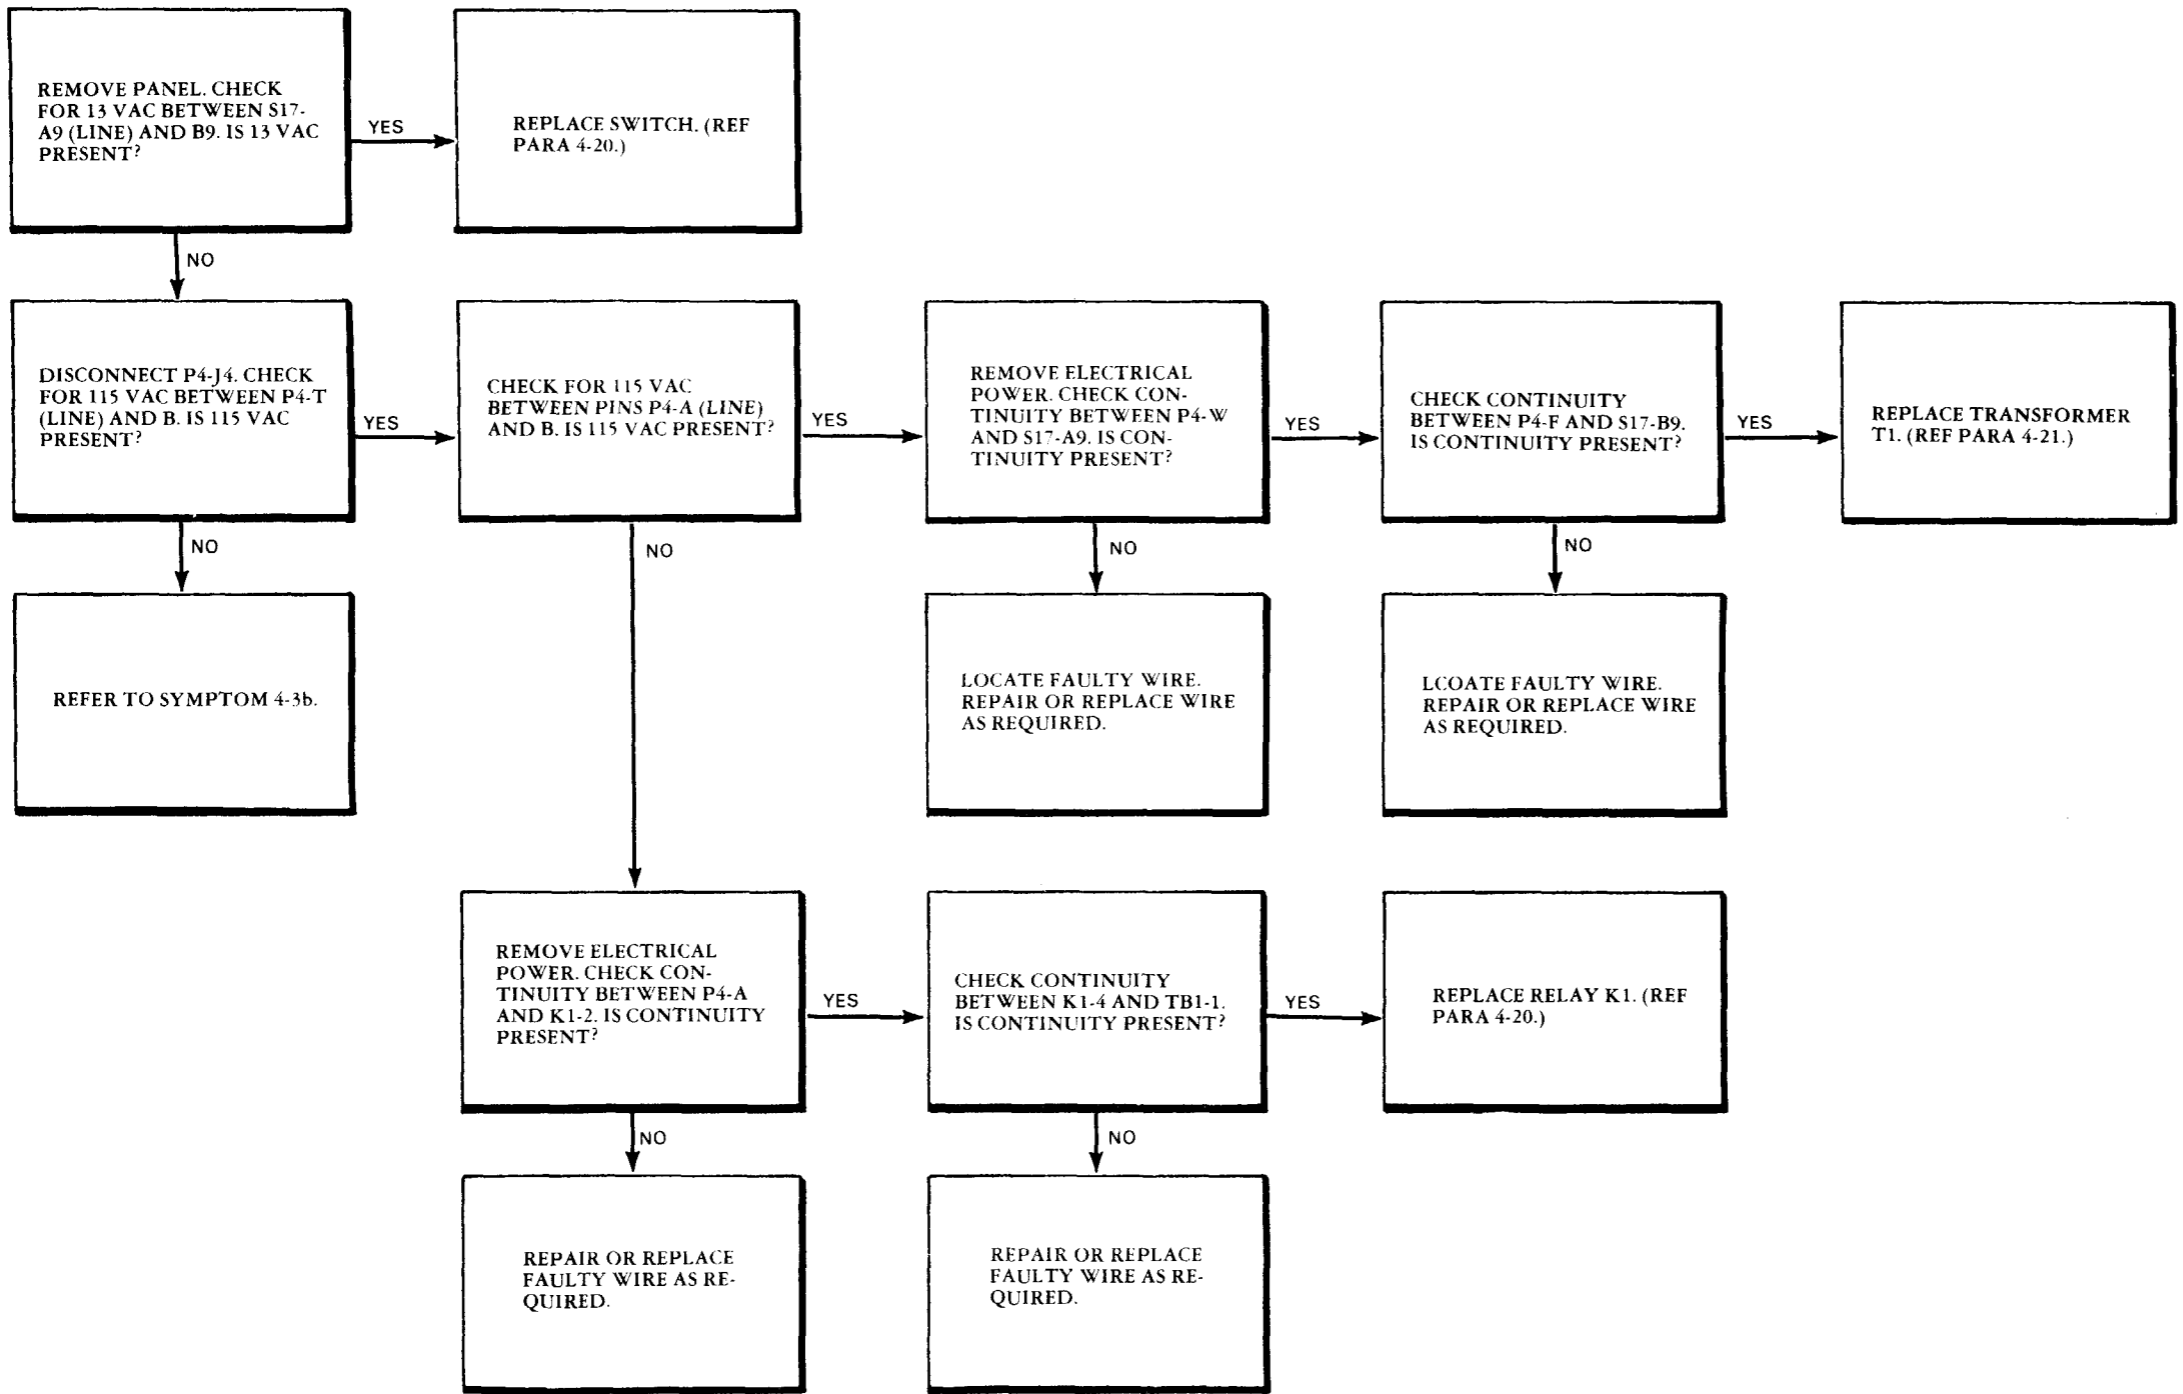 REMOVE PANEL. CHECK
FOR 13 VAC BETWEEN S17-
A9 (LINE) AND B9. IS 13 VAC
PRESENT?
YES
REPLACE SWITCH. (REF
PARA 4-20.)
NO
DISCONNECT P4-J4. CHECK
FOR 115 VAC BETWEEN P4-T
(LINE) AND B. IS 115 VAC
PRESENT?
YES
CHECK FOR 115 VAC
BETWEEN PINS P4-A (LINE)
AND B. IS 115 VAC PRESENT?
YES
REMOVE ELECTRICAL
POWER. CHECK CON-
TINUITY BETWEEN P4-W
AND S17-A9. IS CON-
TINUITY PRESENT?
YES
CHECK CONTINUITY
BETWEEN P4-F AND S17-B9.
IS CONTINUITY PRESENT?
YES
REPLACE TRANSFORMER
T1. (REF PARA 4-21.)
NO
NO
NO
NO
REFER TO SYMPTOM 4-3b.
LOCATE FAULTY WIRE.
REPAIR OR REPLACE WIRE
AS REQUIRED.
LCOATE FAULTY WIRE.
REPAIR OR REPLACE WIRE
AS REQUIRED.
REMOVE ELECTRICAL
POWER. CHECK CON-
TINUITY BETWEEN P4-A
AND K1-2. IS CONTINUITY
PRESENT?
YES
CHECK CONTINUITY
BETWEEN K1-4 AND TB1-1.
IS CONTINUITY PRESENT?
YES
REPLACE RELAY K1. (REF
PARA 4-20.)
NO
NO
REPAIR OR REPLACE
FAULTY WIRE AS RE-
QUIRED.
REPAIR OR REPLACE
FAULTY WIRE AS RE-
QUIRED.